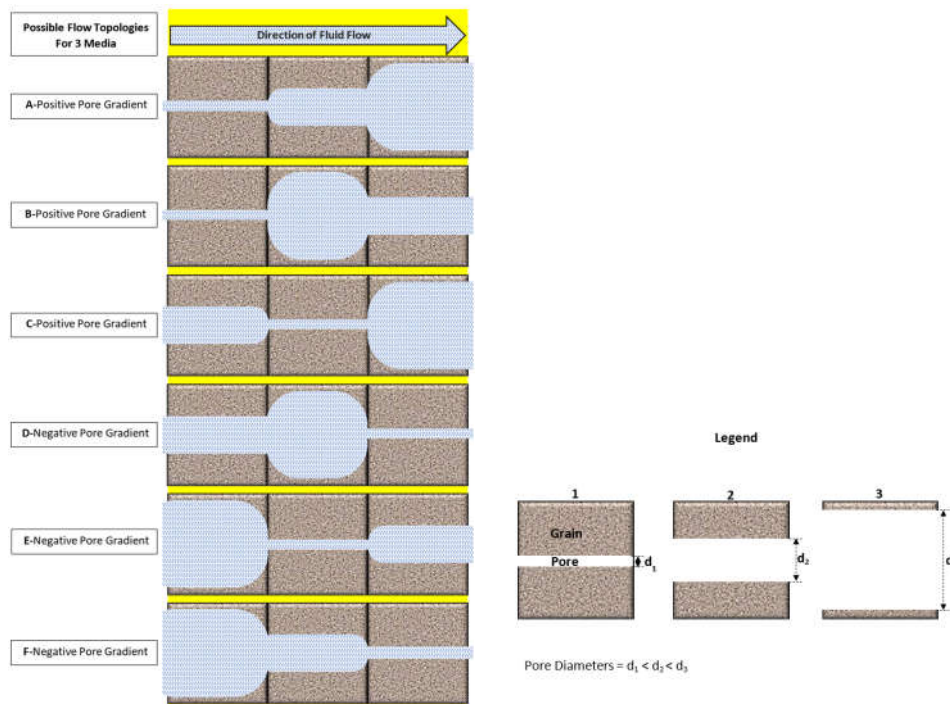 Possible Flow Topologies
For 3 Media
Direction of Fluid Flow
A-Positive Pore Gradient
B-Positive Pore Gradient
C-Positive Pore Gradient
D-Negative Pore Gradient
E-Negative Pore Gradient
F-Negative Pore Gradient
Legend
1
2
3
Grain
Pore
d₁
d₂
d
Pore Diameters = d₁ < d₂ < d₃